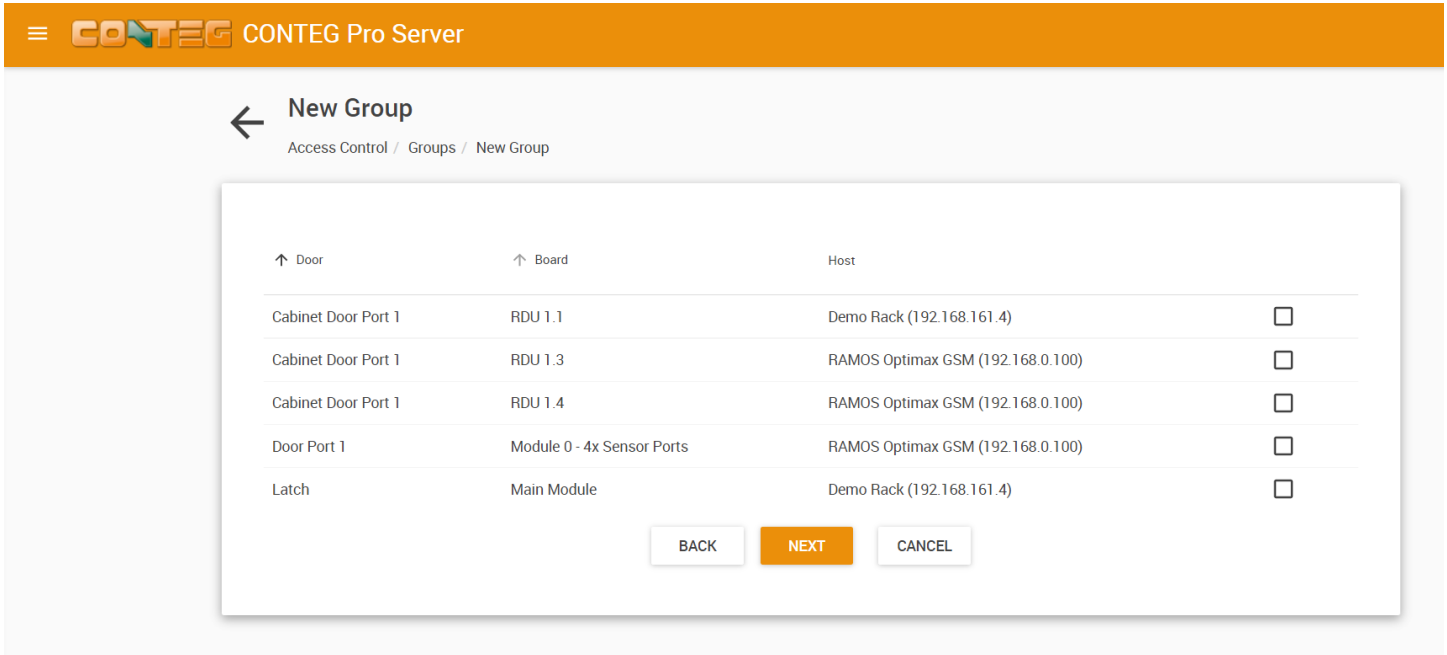 CONTEG CONTEG Pro Server
New Group
Access Control / Groups / New Group
Door Board Host
Cabinet Door Port 1 RDU 1.1 Demo Rack (192.168.161.4)
Cabinet Door Port 1 RDU 1.3 RAMOS Optimax GSM (192.168.0.100)
Cabinet Door Port 1 RDU 1.4 RAMOS Optimax GSM (192.168.0.100)
Door Port 1 Module 0 - 4x Sensor Ports RAMOS Optimax GSM (192.168.0.100)
Latch Main Module Demo Rack (192.168.161.4)
BACK NEXT CANCEL